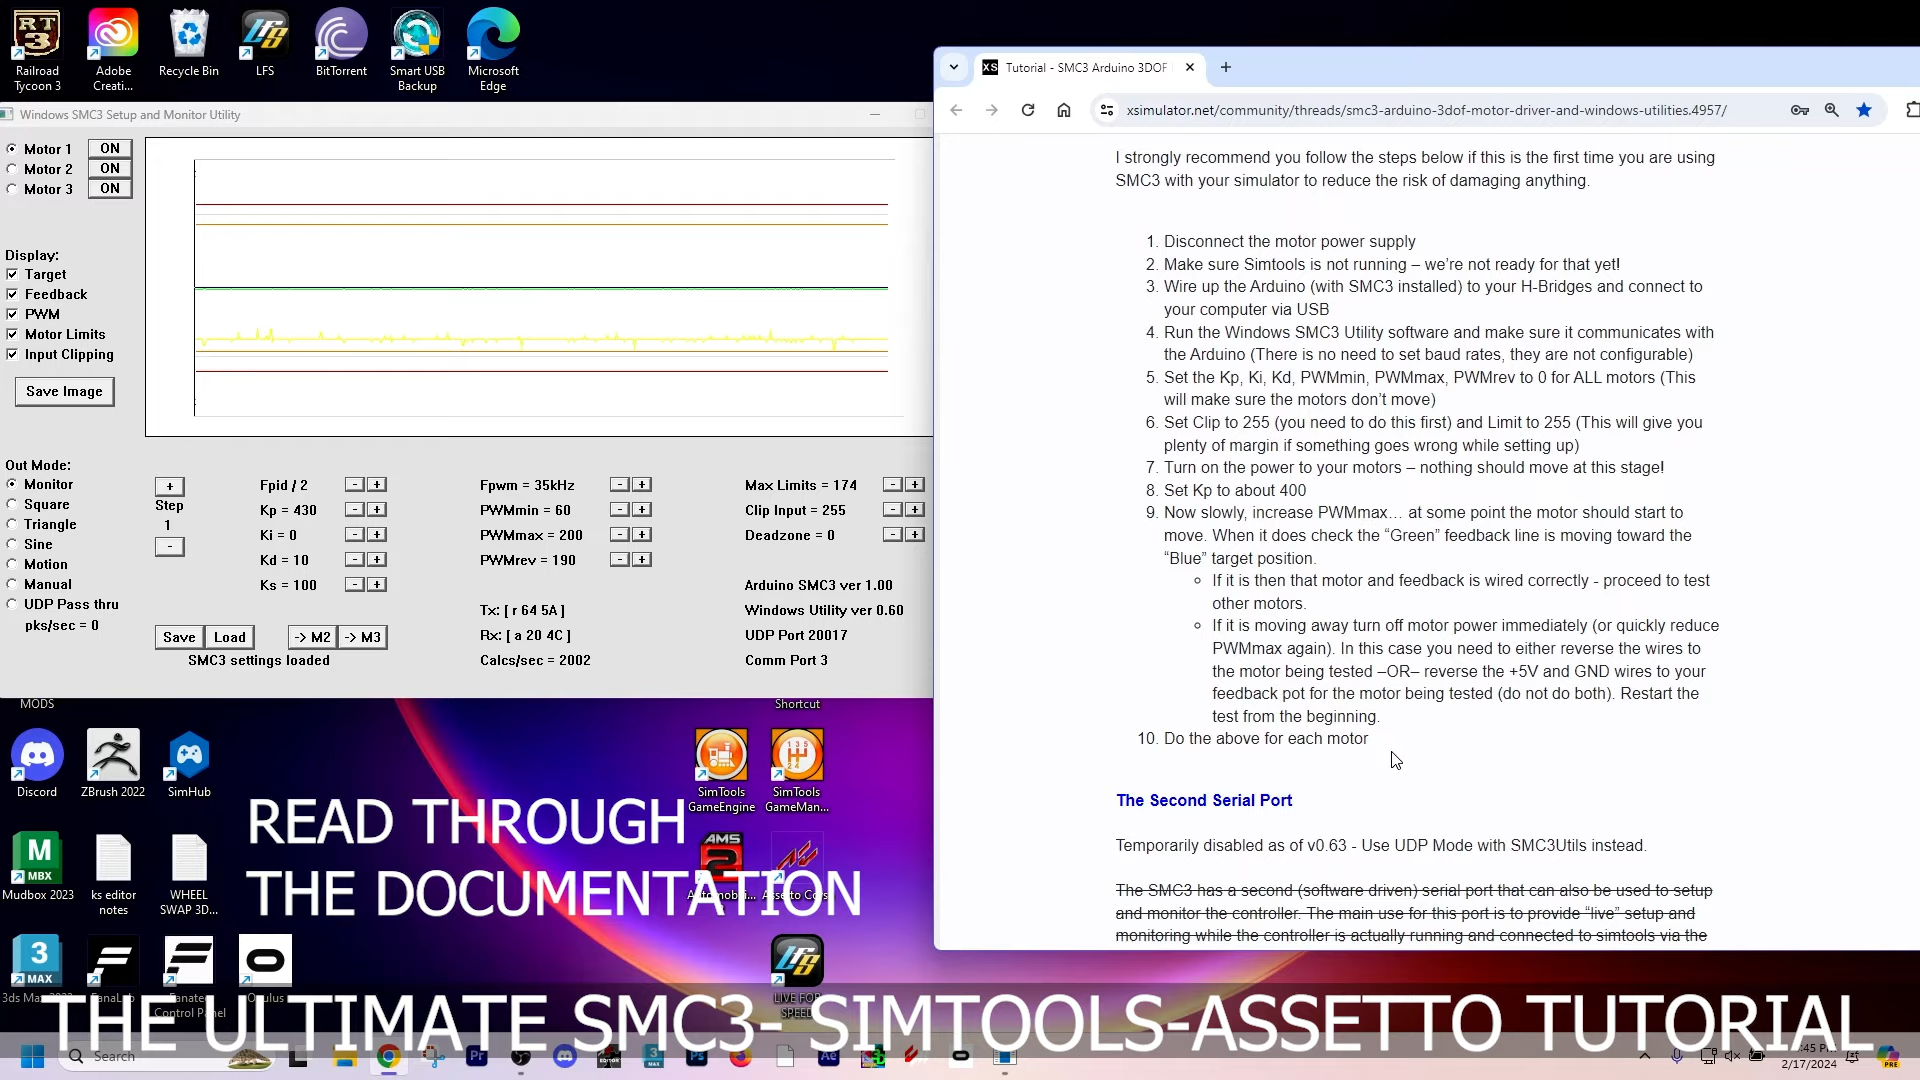 Railroad
Tycoon 3
Adobe
Creati...
Recycle Bin
LFS
BitTorrent
Smart USB
Backup
Microsoft
Edge
Windows SMC3 Setup and Monitor Utility
Motor 1 ON
Motor 2 ON
Motor 3 ON
Display:
Target
Feedback
PWM
Motor Limits
Input Clipping
Save Image
Out Mode:
Monitor
Square
Triangle
Sine
Motion
Manual
UDP Pass thru
pks/sec = 0
+
Step
1
-
Fpid / 2 - +
Kp = 430 - +
Ki = 0 - +
Kd = 10 - +
Ks = 100 - +
Save Load -> M2 -> M3
SMC3 settings loaded
Fpwm = 35kHz - +
PWMmin = 60 - +
PWMmax = 200 - +
PWMrev = 190 - +
Tx: [ r 64 5A ]
Rx: [ a 20 4C ]
Calcs/sec = 2002
Max Limits = 174 - +
Clip Input = 255 - +
Deadzone = 0 - +
Arduino SMC3 ver 1.00
Windows Utility ver 0.60
UDP Port 20017
Comm Port 3
XS Tutorial - SMC3 Arduino 3DOF
xsimulator.net/community/threads/smc3-arduino-3dof-motor-driver-and-windows-utilities.4957/
I strongly recommend you follow the steps below if this is the first time you are using
SMC3 with your simulator to reduce the risk of damaging anything.
1. Disconnect the motor power supply
2. Make sure Simtools is not running – we’re not ready for that yet!
3. Wire up the Arduino (with SMC3 installed) to your H-Bridges and connect to
your computer via USB
4. Run the Windows SMC3 Utility software and make sure it communicates with
the Arduino (There is no need to set baud rates, they are not configurable)
5. Set the Kp, Ki, Kd, PWMmin, PWMmax, PWMrev to 0 for ALL motors (This
will make sure the motors don’t move)
6. Set Clip to 255 (you need to do this first) and Limit to 255 (This will give you
plenty of margin if something goes wrong while setting up)
7. Turn on the power to your motors – nothing should move at this stage!
8. Set Kp to about 400
9. Now slowly, increase PWMmax… at some point the motor should start to
move. When it does check the “Green” feedback line is moving toward the
“Blue” target position.
If it is then that motor and feedback is wired correctly - proceed to test
other motors.
If it is moving away turn off motor power immediately (or quickly reduce
PWMmax again). In this case you need to either reverse the wires to
the motor being tested –OR– reverse the +5V and GND wires to your
feedback pot for the motor being tested (do not do both). Restart the
test from the beginning.
10. Do the above for each motor
The Second Serial Port
Temporarily disabled as of v0.63 - Use UDP Mode with SMC3Utils instead.
The SMC3 has a second (software driven) serial port that can also be used to setup
and monitor the controller. The main use for this port is to provide “live” setup and
monitoring while the controller is actually running and connected to simtools via the
MODS
Shortcut
Discord
ZBrush 2022
SimHub
SimTools
GameEngine
SimTools
GameMan...
READ THROUGH
THE DOCUMENTATION
Mudbox 2023
ks editor
notes
WHEEL
SWAP 3D...
AMS
2
Control Panel
THE ULTIMATE SMC3- SIMTOOLS-ASSETTO TUTORIAL
Search
2/17/2024